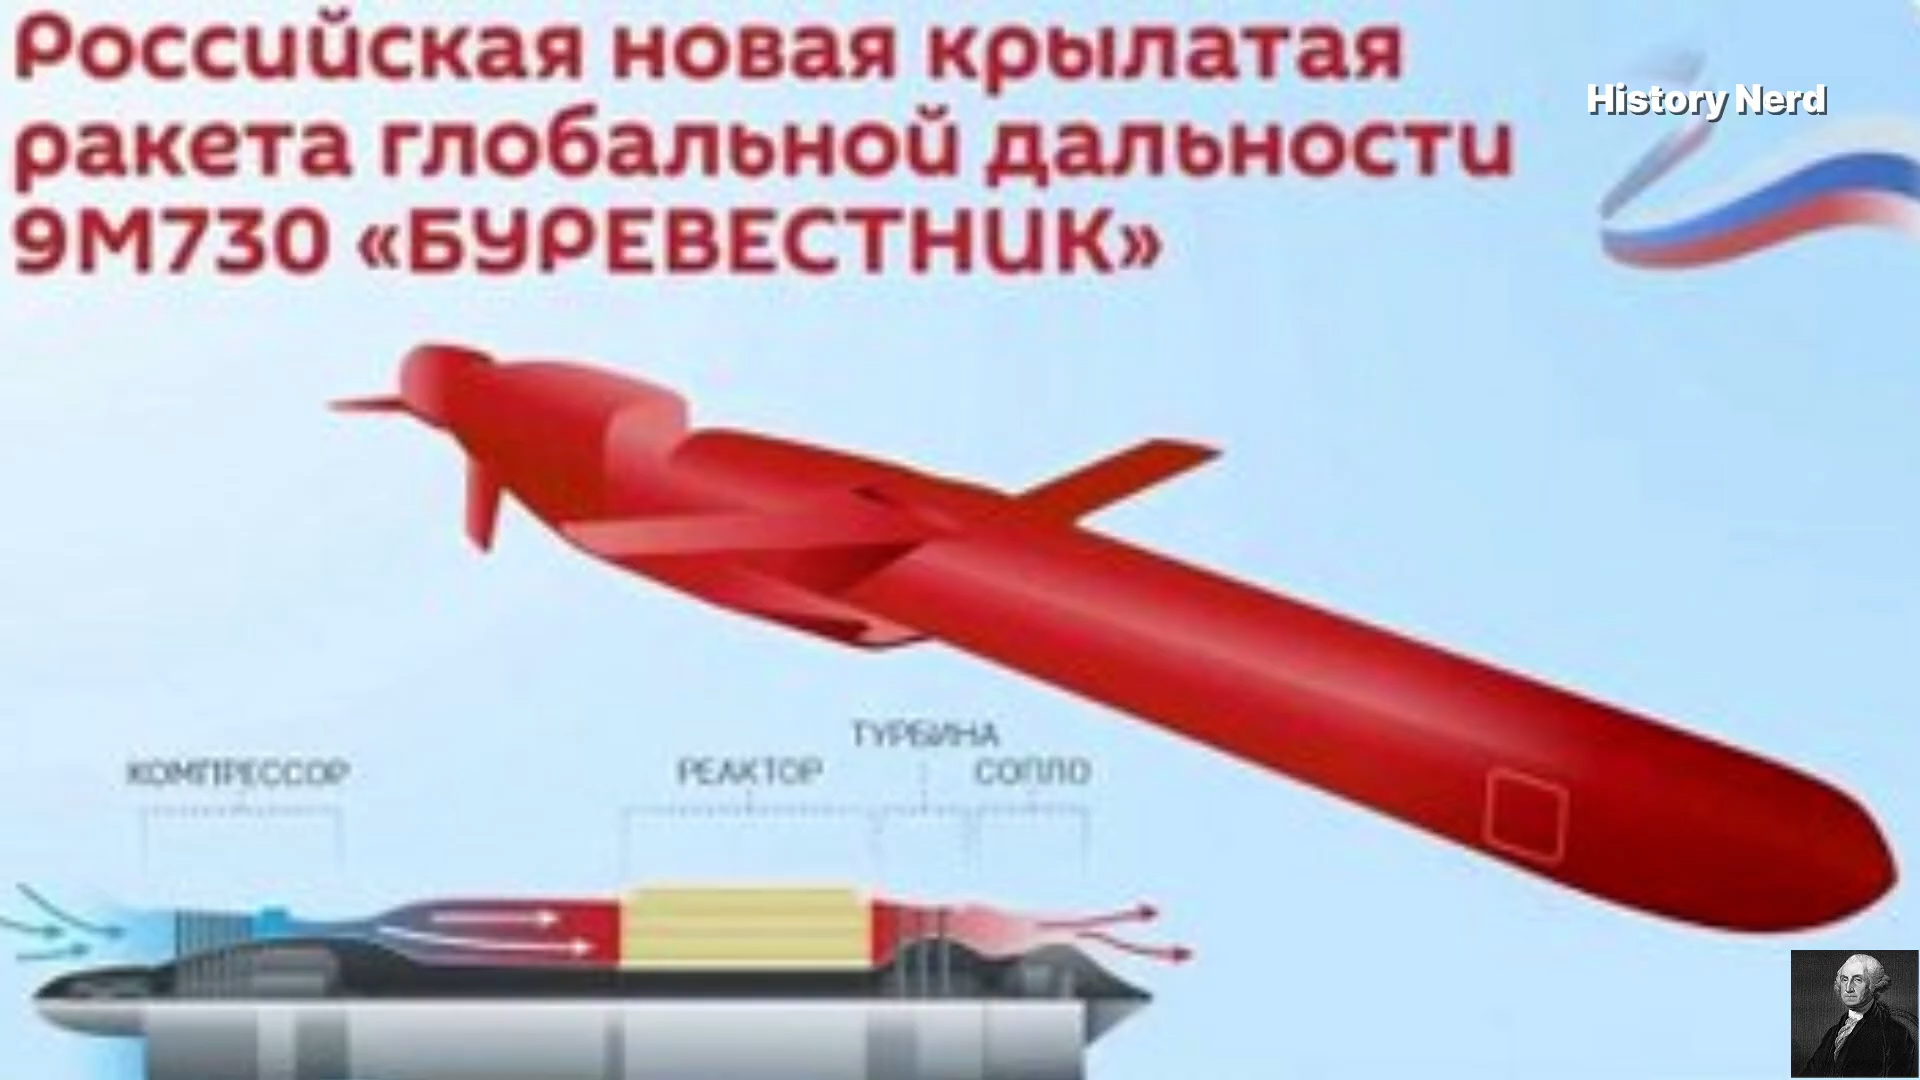 Российская новая крылатая
ракета глобальной дальности
9М730 «БУРЕВЕСТНИК»
History Nerd
ТУРБИНА
КОМПРЕССОР
РЕАКТОР
СОПЛО